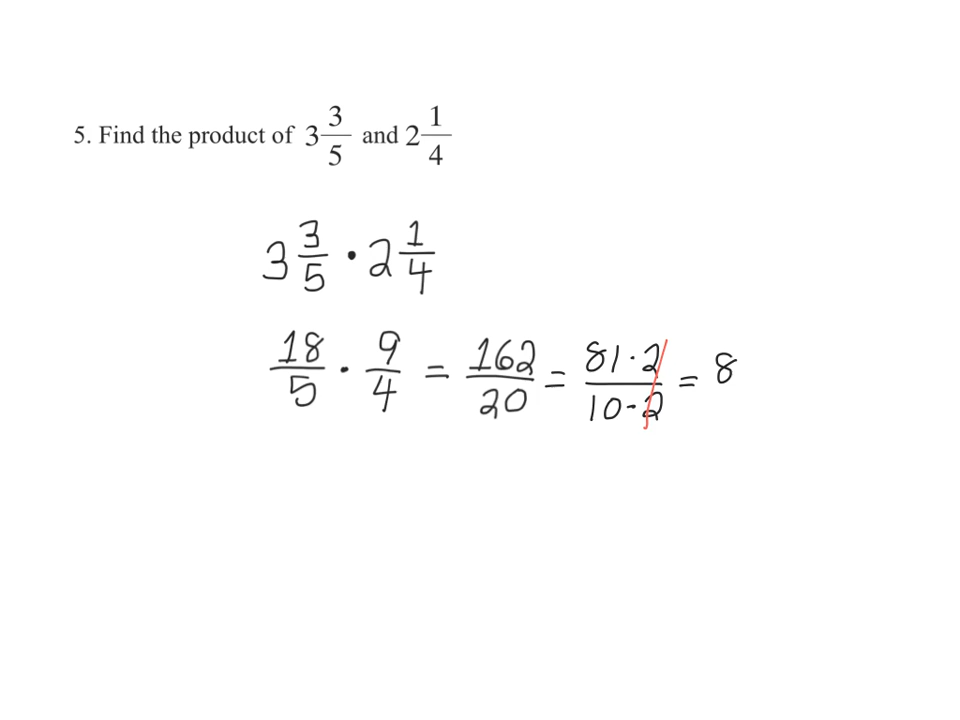 5. Find the product of 3 3/5 and 2 1/4
3 3/5 · 2 1/4
18/5 · 9/4 = 162/20 = 81·2/10·2 = 8